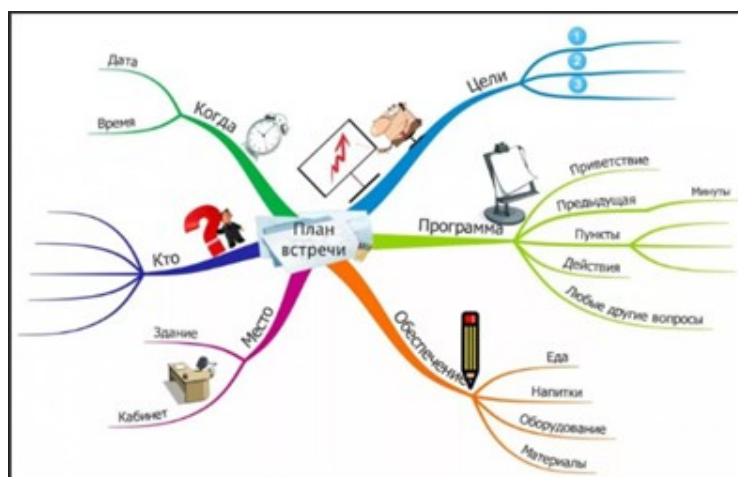 План
встречи
Цели
1
2
3
Программа
Приветствие
Предыдущая
Минуты
Пункты
Действия
Любые другие вопросы
Обеспечение
Еда
Напитки
Оборудование
Материалы
Место
Здание
Кабинет
Кто
Когда
Дата
Время